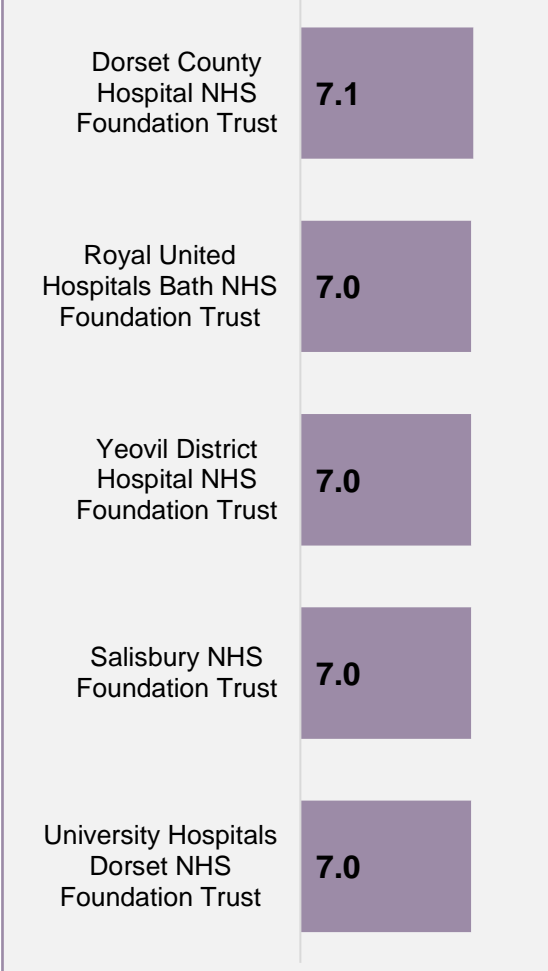 Dorset County
Hospital NHS
Foundation Trust
7.1
Royal United
Hospitals Bath NHS
Foundation Trust
7.0
Yeovil District
Hospital NHS
Foundation Trust
7.0
Salisbury NHS
Foundation Trust
7.0
University Hospitals
Dorset NHS
Foundation Trust
7.0